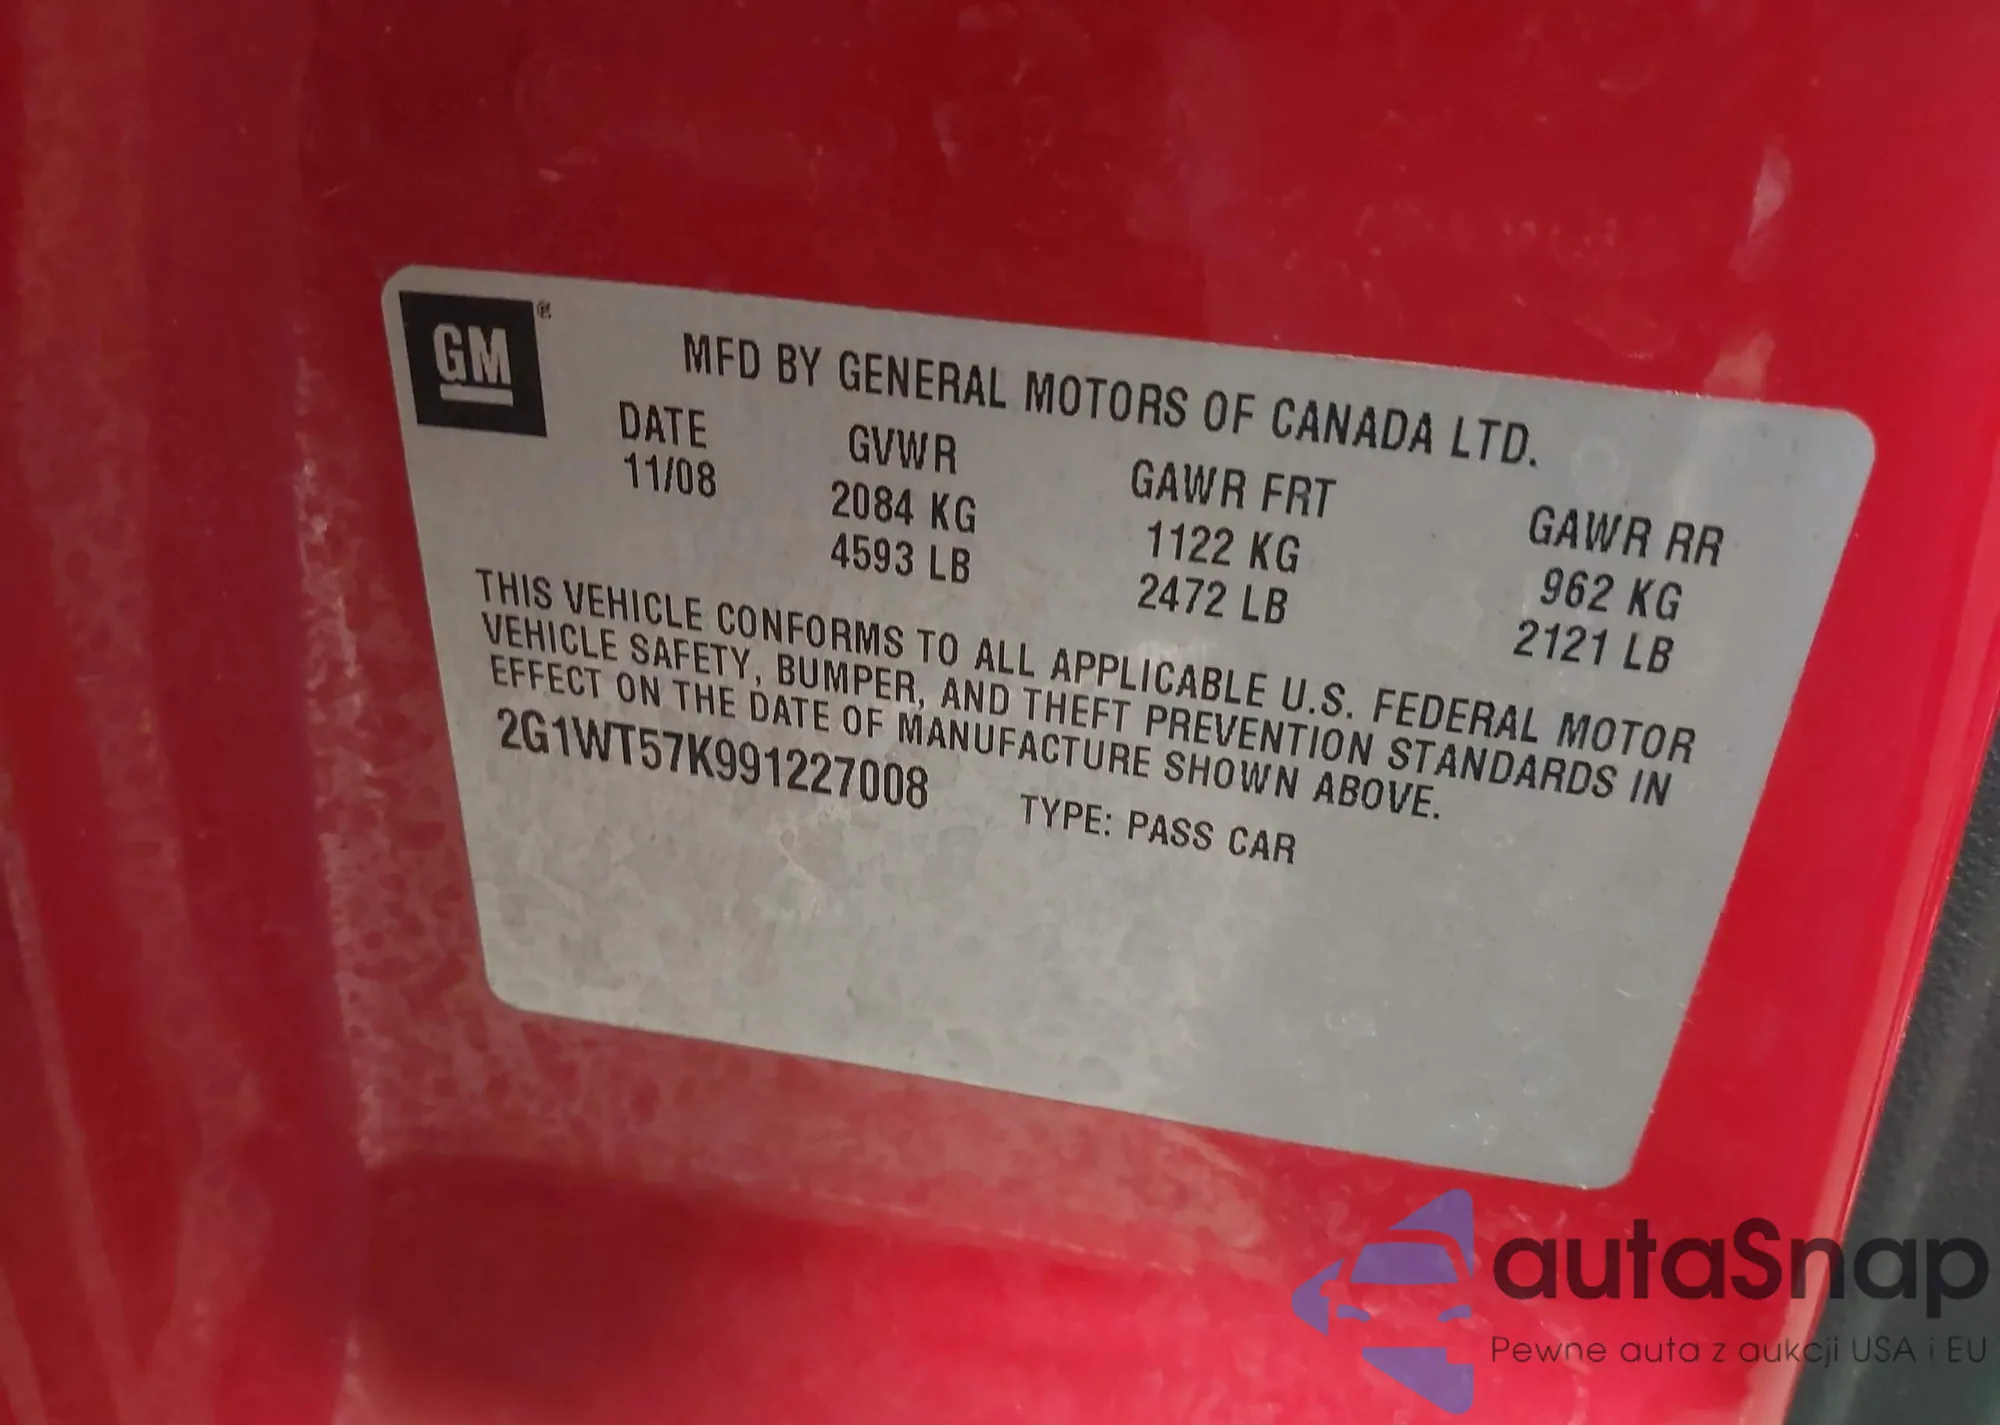 GM
MFD BY GENERAL MOTORS OF CANADA LTD.
DATE GVWR GAWR FRT GAWR RR
11/08 2084 KG 1122 KG 962 KG
4593 LB 2472 LB 2121 LB
THIS VEHICLE CONFORMS TO ALL APPLICABLE U.S. FEDERAL MOTOR
VEHICLE SAFETY, BUMPER, AND THEFT PREVENTION STANDARDS IN
EFFECT ON THE DATE OF MANUFACTURE SHOWN ABOVE.
2G1WT57K991227008 TYPE: PASS CAR
autaSnap
Pewne auta z aukcji USA i EU